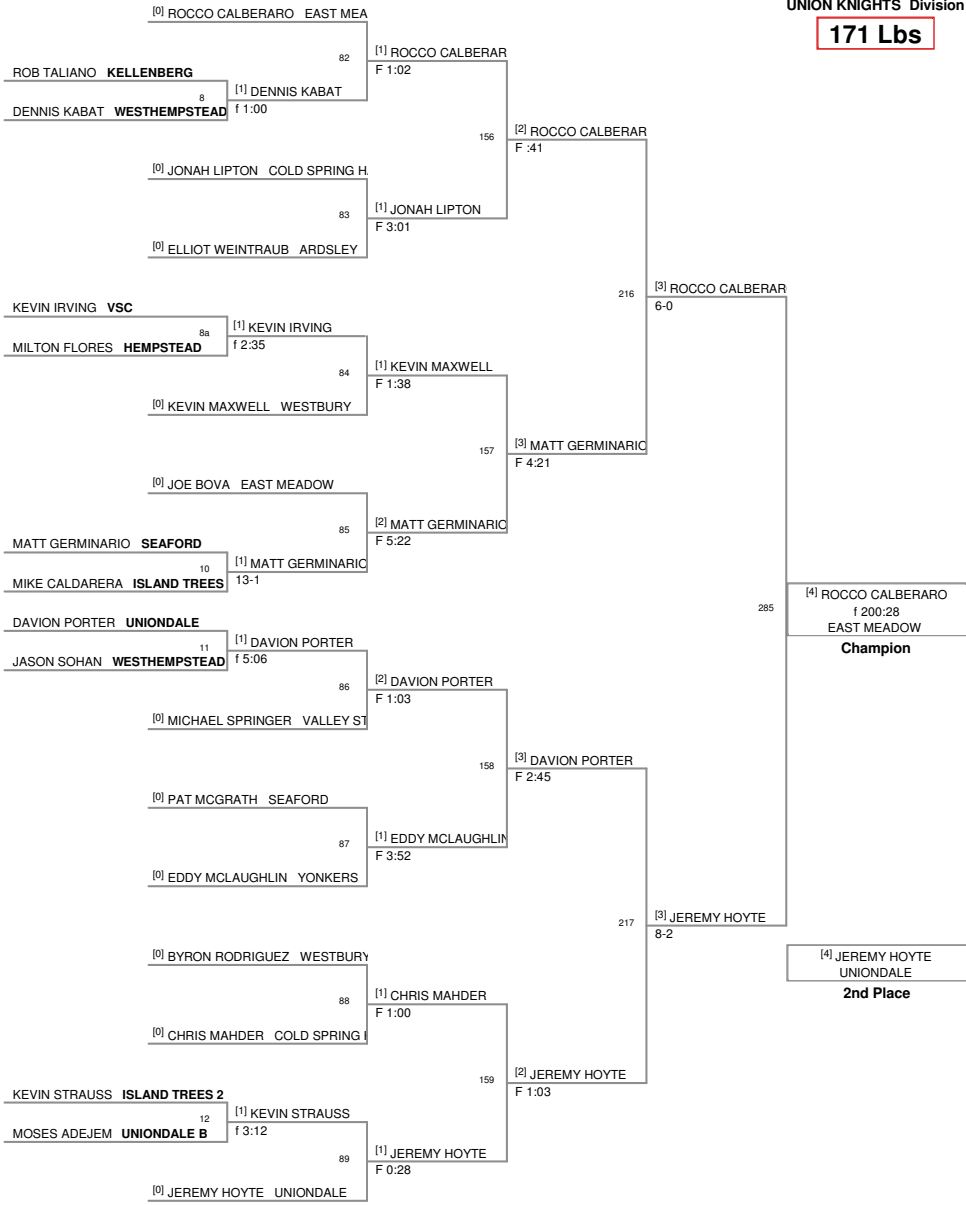 UNION KNIGHTS Division
171 Lbs
[0] ROCCO CALBERARO EAST MEA
82
[1] ROCCO CALBERAR
F 1:02
ROB TALIANO KELLENBERG
8
[1] DENNIS KABAT
DENNIS KABAT WESTHEMPSTEAD
f 1:00
156
[2] ROCCO CALBERAR
F :41
[0] JONAH LIPTON COLD SPRING H
83
[1] JONAH LIPTON
F 3:01
[0] ELLIOT WEINTRAUB ARDSLEY
216
[3] ROCCO CALBERAR
6-0
KEVIN IRVING VSC
8a
[1] KEVIN IRVING
MILTON FLORES HEMPSTEAD
f 2:35
84
[1] KEVIN MAXWELL
F 1:38
[0] KEVIN MAXWELL WESTBURY
157
[3] MATT GERMINARIO
F 4:21
[0] JOE BOVA EAST MEADOW
85
[2] MATT GERMINARIO
F 5:22
MATT GERMINARIO SEAFORD
10
[1] MATT GERMINARIO
MIKE CALDARERA ISLAND TREES
13-1
285
[4] ROCCO CALBERARO
f 200:28
EAST MEADOW
Champion
DAVION PORTER UNIONDALE
11
[1] DAVION PORTER
JASON SOHAN WESTHEMPSTEAD
f 5:06
86
[2] DAVION PORTER
F 1:03
[0] MICHAEL SPRINGER VALLEY ST
158
[3] DAVION PORTER
F 2:45
[0] PAT MCGRATH SEAFORD
87
[1] EDDY MCLAUGHLIN
F 3:52
[0] EDDY MCLAUGHLIN YONKERS
217
[3] JEREMY HOYTE
8-2
[4] JEREMY HOYTE
UNIONDALE
2nd Place
[0] BYRON RODRIGUEZ WESTBURY
88
[1] CHRIS MAHDER
F 1:00
[0] CHRIS MAHDER COLD SPRING
159
[2] JEREMY HOYTE
F 1:03
KEVIN STRAUSS ISLAND TREES 2
12
[1] KEVIN STRAUSS
MOSES ADEJEM UNIONDALE B
f 3:12
89
[1] JEREMY HOYTE
F 0:28
[0] JEREMY HOYTE UNIONDALE